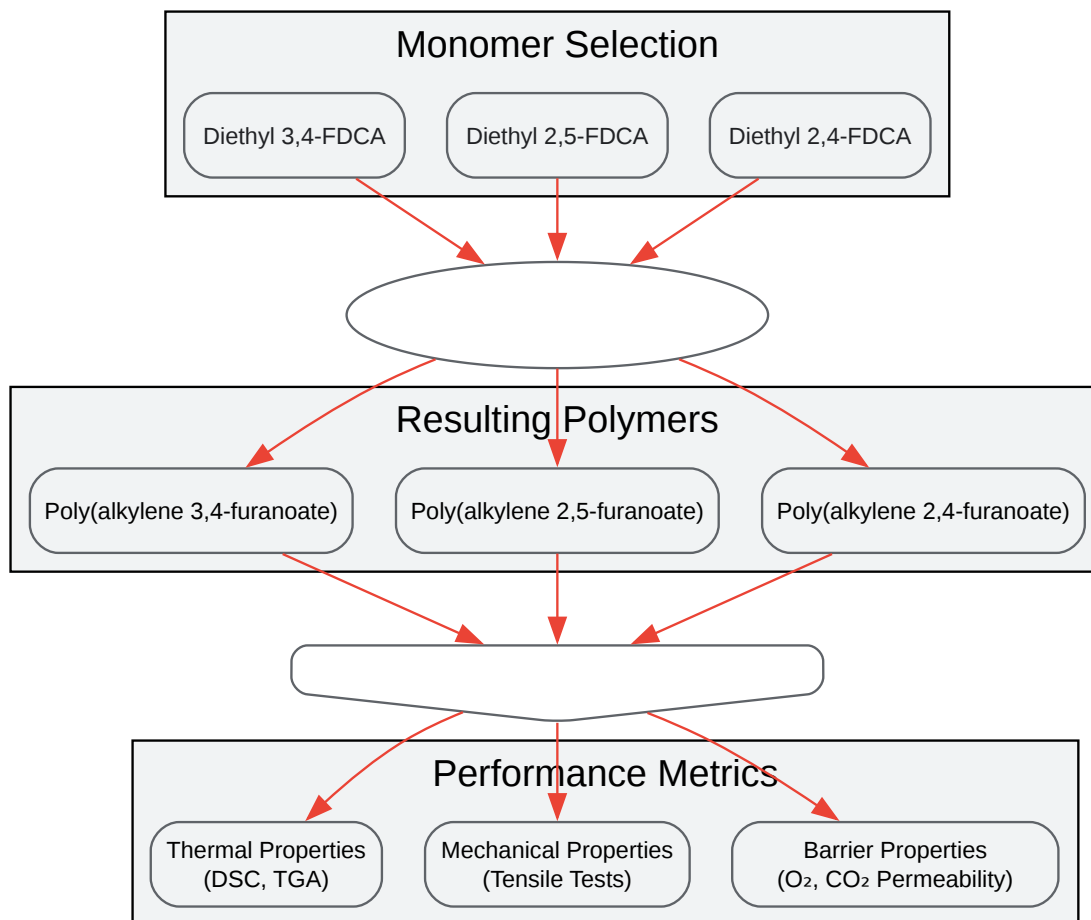 Monomer Selection
Diethyl 3,4-FDCA
Diethyl 2,5-FDCA
Diethyl 2,4-FDCA
Resulting Polymers
Poly(alkylene 3,4-furanoate)
Poly(alkylene 2,5-furanoate)
Poly(alkylene 2,4-furanoate)
Performance Metrics
Thermal Properties
(DSC, TGA)
Mechanical Properties
(Tensile Tests)
Barrier Properties
(O₂, CO₂ Permeability)